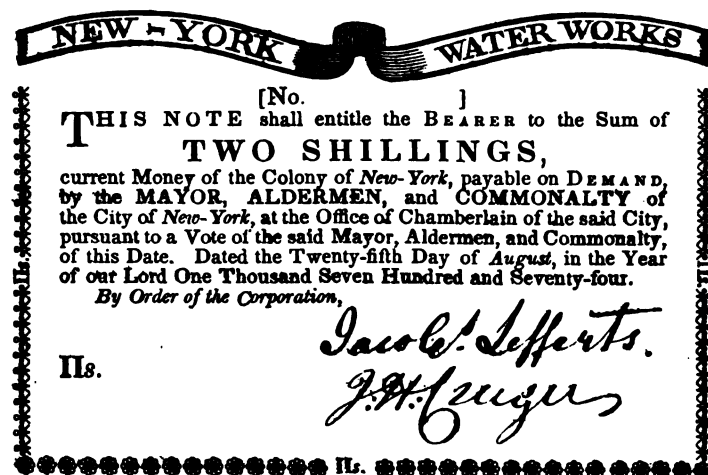 NEW-YORK WATER WORKS
[No. ]
THIS NOTE shall entitle the BEARER to the Sum of
TWO SHILLINGS,
current Money of the Colony of New-York, payable on DEMAND,
by the MAYOR, ALDERMEN, and COMMONALTY of
the City of New-York, at the Office of Chamberlain of the said City,
pursuant to a Vote of the said Mayor, Aldermen, and Commonalty,
of this Date. Dated the Twenty-fifth Day of August, in the Year
of our Lord One Thousand Seven Hundred and Seventy-four.
By Order of the Corporation,
Jacobs. Lefferts.
IIs.
J. H. Cruger
IIs.
IIs.
IIs.